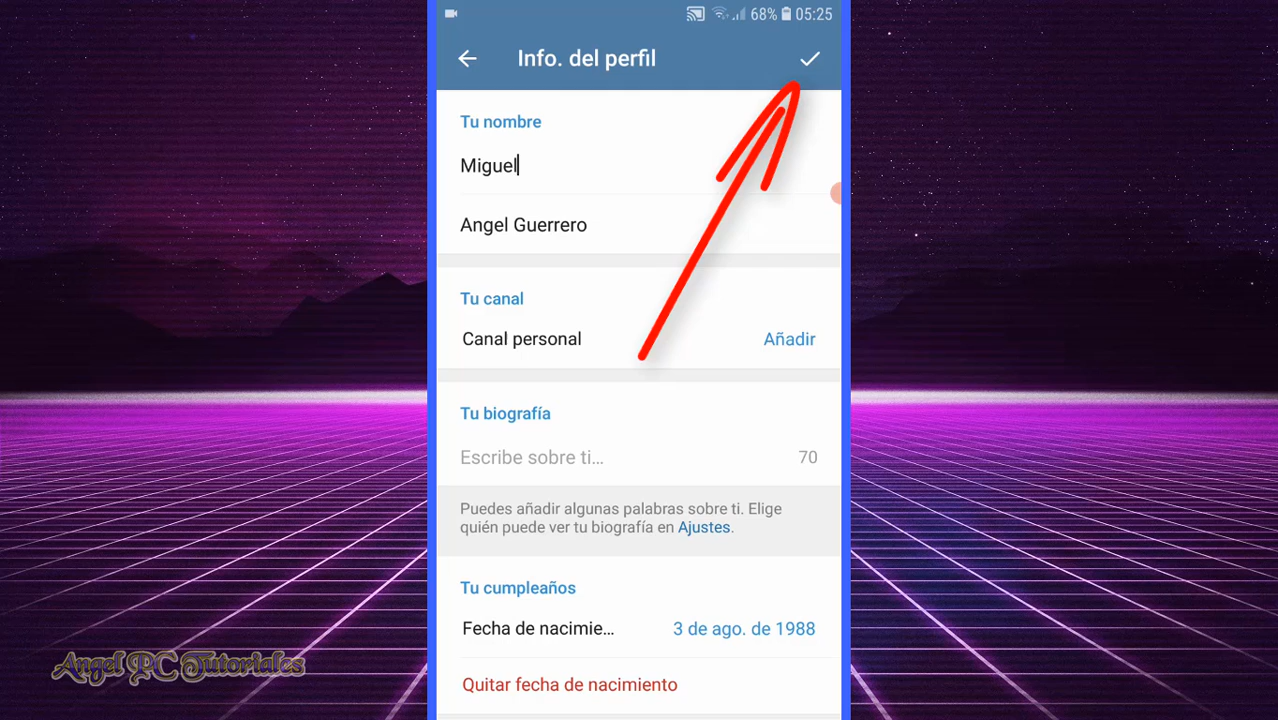 68% 05:25
Info. del perfil
Tu nombre
Miguel
Angel Guerrero
Tu canal
Canal personal Añadir
Tu biografía
Escribe sobre ti... 70
Puedes añadir algunas palabras sobre ti. Elige
quién puede ver tu biografía en Ajustes.
Tu cumpleaños
Fecha de nacimie... 3 de ago. de 1988
Quitar fecha de nacimiento
Angel PC Tutoriales